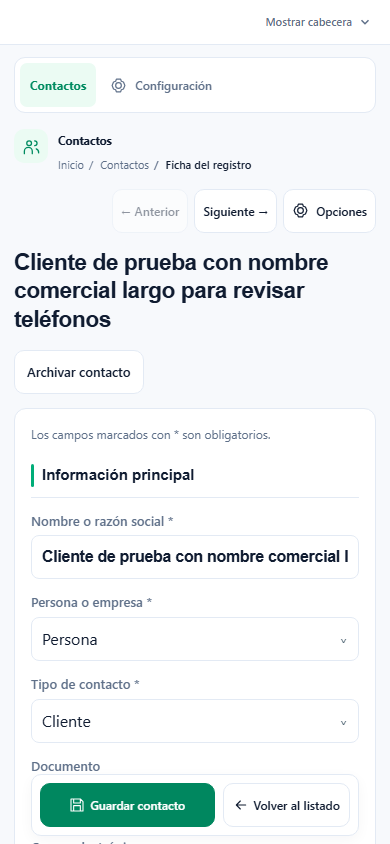 Mostrar cabecera
Contactos
Configuración
Contactos
Inicio / Contactos / Ficha del registro
← Anterior
Siguiente →
Opciones
Cliente de prueba con nombre
comercial largo para revisar
teléfonos
Archivar contacto
Los campos marcados con * son obligatorios.
Información principal
Nombre o razón social *
Cliente de prueba con nombre comercial l
Persona o empresa *
Persona
Tipo de contacto *
Cliente
Documento
Guardar contacto
← Volver al listado